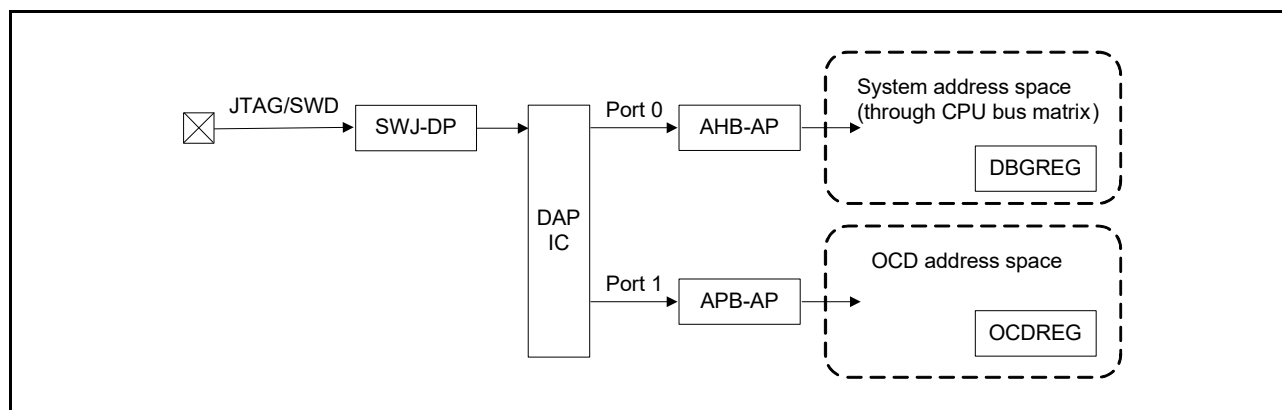 JTAG/SWD
SWJ-DP
DAP
IC
Port 0
AHB-AP
System address space
(through CPU bus matrix)
DBGREG
Port 1
APB-AP
OCD address space
OCDREG